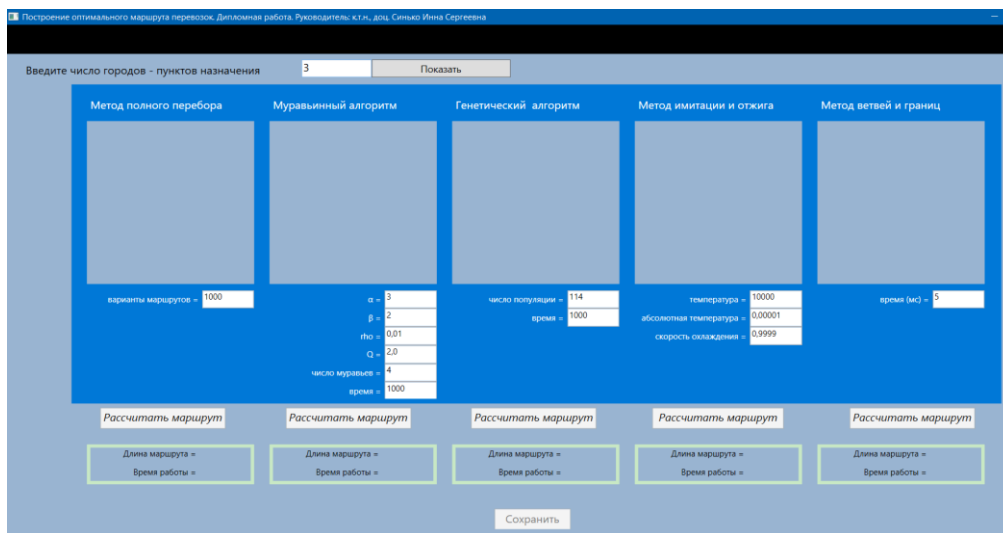 Построение оптимального маршрута перевозок. Дипломная работа. Руководитель: к.т.н., доц. Синько Инна Сергеевна
Введите число городов - пунктов назначения 3 Показать
Метод полного перебора Муравьинный алгоритм Генетический алгоритм Метод имитации и отжига Метод ветвей и границ
варианты маршрутов = 1000 α = 3 число популяции = 114 температура = 10000 время (мс) = 5
β = 2 время = 1000 абсолютная температура = 0,00001
rho = 0,01 скорость охлаждения = 0,9999
Q = 2,0
число муравьев = 4
время = 1000
Рассчитать маршрут Рассчитать маршрут Рассчитать маршрут Рассчитать маршрут Рассчитать маршрут
Длина маршрута = Длина маршрута = Длина маршрута = Длина маршрута = Длина маршрута =
Время работы = Время работы = Время работы = Время работы = Время работы =
Сохранить